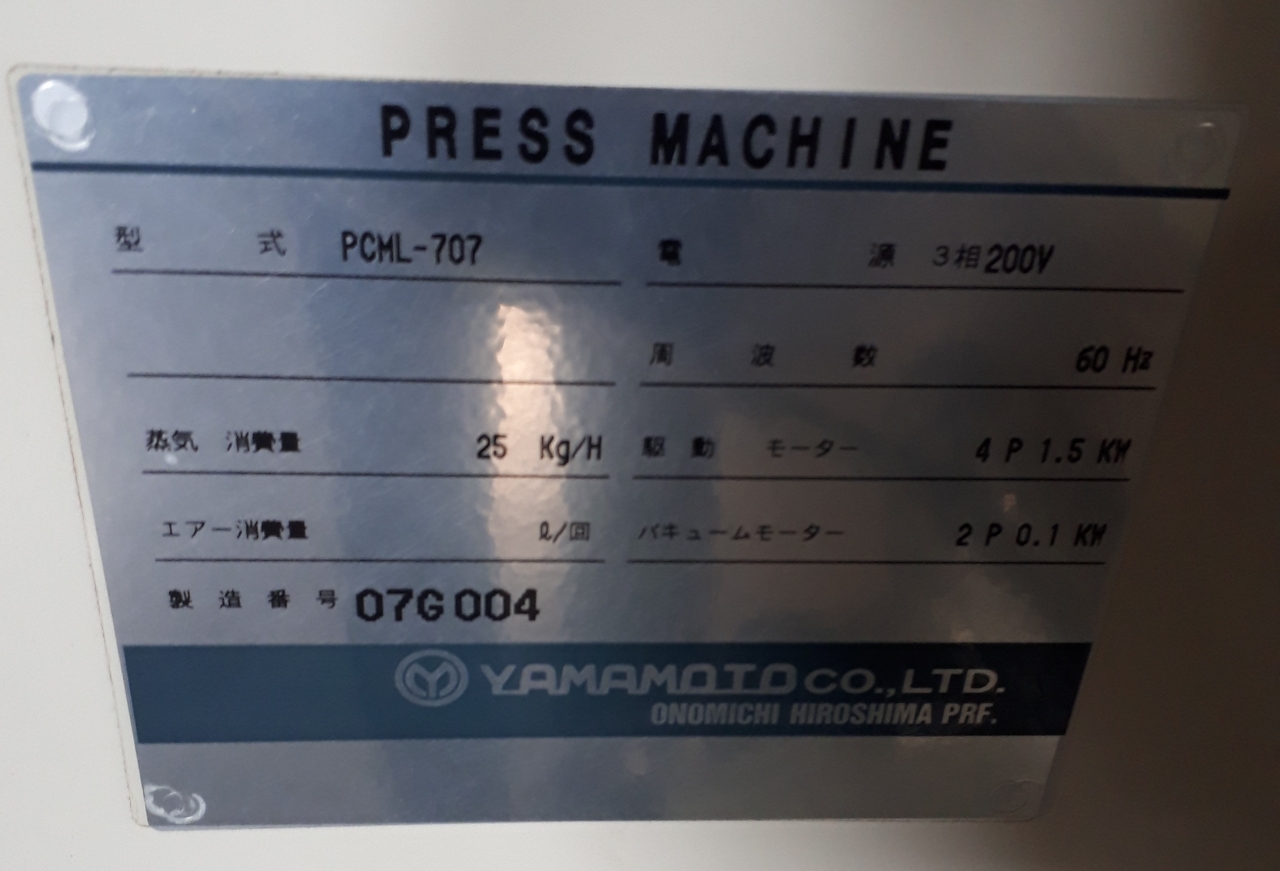 PRESS MACHINE
型式 PCML-707
電源 3相200V
周波数 60 Hz
蒸気 消費量 25 Kg/H
駆動 モーター 4 P 1.5 KW
エアー消費量 ℓ/回
バキュームモーター 2 P 0.1 KW
製造番号 07G004
YAMAMOTO CO.,LTD.
ONOMICHI HIROSHIMA PRF.